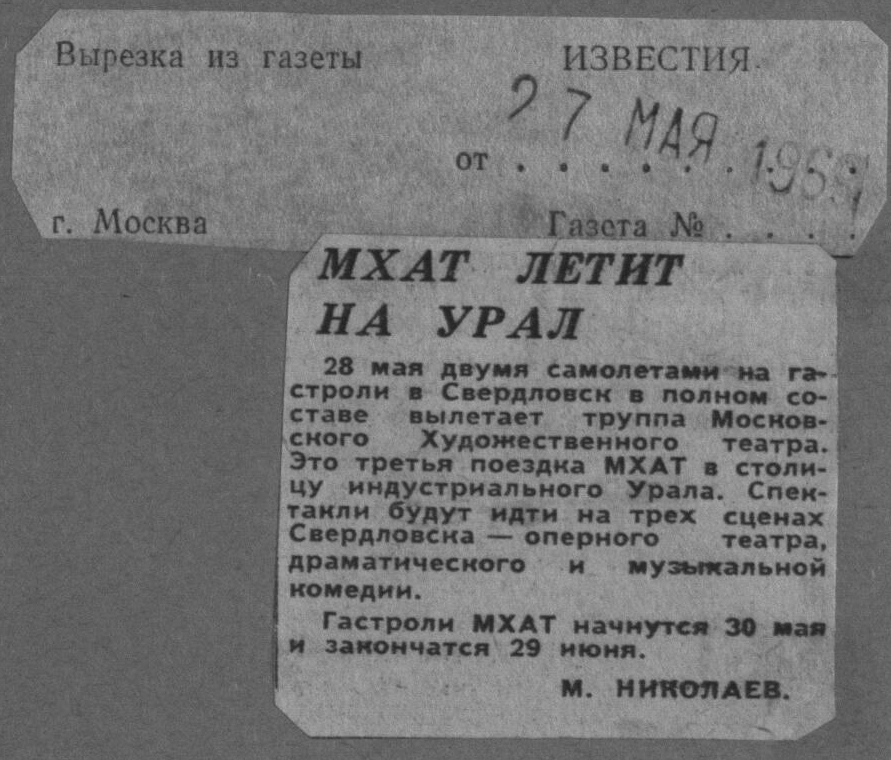 Вырезка из газеты
ИЗВЕСТИЯ
27 МАЯ 1969
от . . . . . . . . .
г. Москва
Газета № . . . .
МХАТ ЛЕТИТ
НА УРАЛ
28 мая двумя самолетами на га-
строли в Свердловск в полном со-
ставе вылетает труппа Москов-
ского Художественного театра.
Это третья поездка МХАТ в столи-
цу индустриального Урала. Спек-
такли будут идти на трех сценах
Свердловска — оперного театра,
драматического и музыкальной
комедии.
Гастроли МХАТ начнутся 30 мая
и закончатся 29 июня.
М. НИКОЛАЕВ.